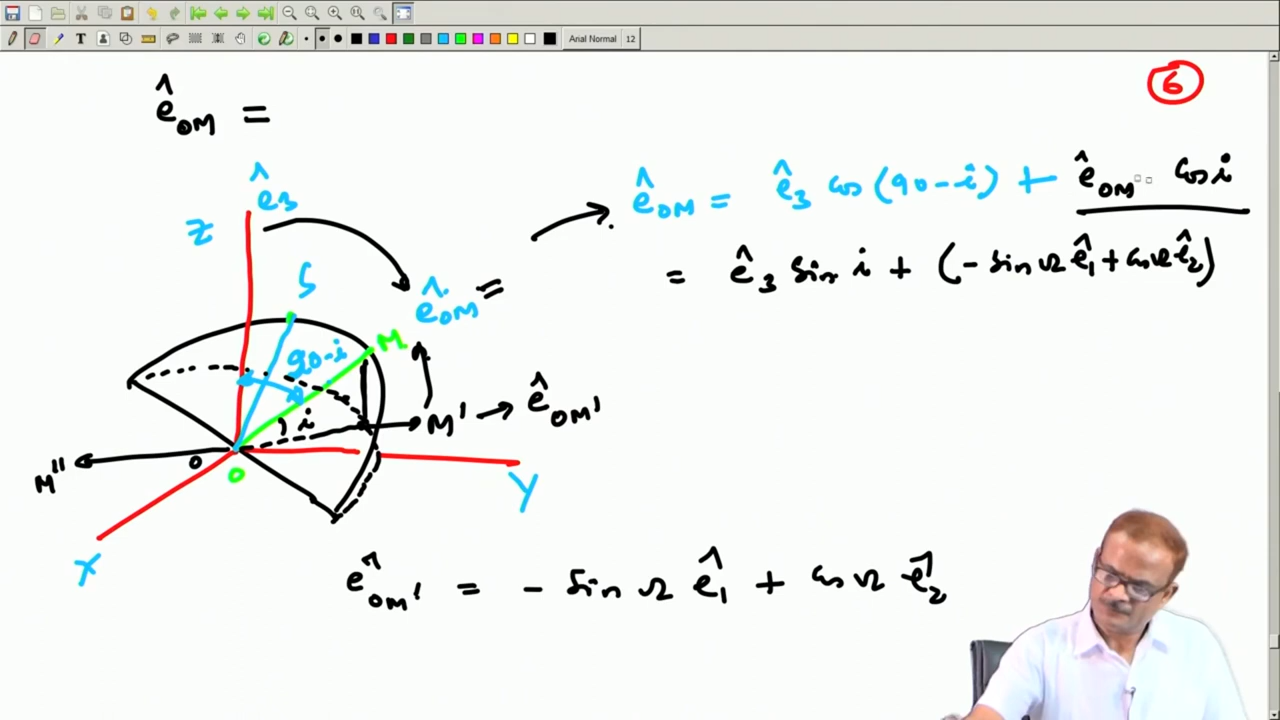 Arial Normal 12
6
ê_OM =
ê_OM = ê_3 cos (90-i) + ê_OM cos i
= ê_3 sin i + (- sin Ω ê_1 + cos Ω ê_2)
Z ê_3
S
ê_OM =
M
90-i
i
M' → ê_OM'
M'' O
O
Y
X
ê_OM' = - sin Ω ê_1 + cos Ω ê_2